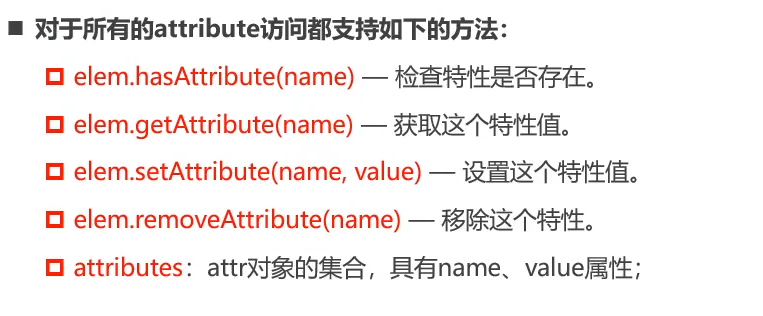 对于所有的attribute访问都支持如下的方法：
elem.hasAttribute(name) — 检查特性是否存在。
elem.getAttribute(name) — 获取这个特性值。
elem.setAttribute(name, value) — 设置这个特性值。
elem.removeAttribute(name) — 移除这个特性。
attributes：attr对象的集合，具有name、value属性；